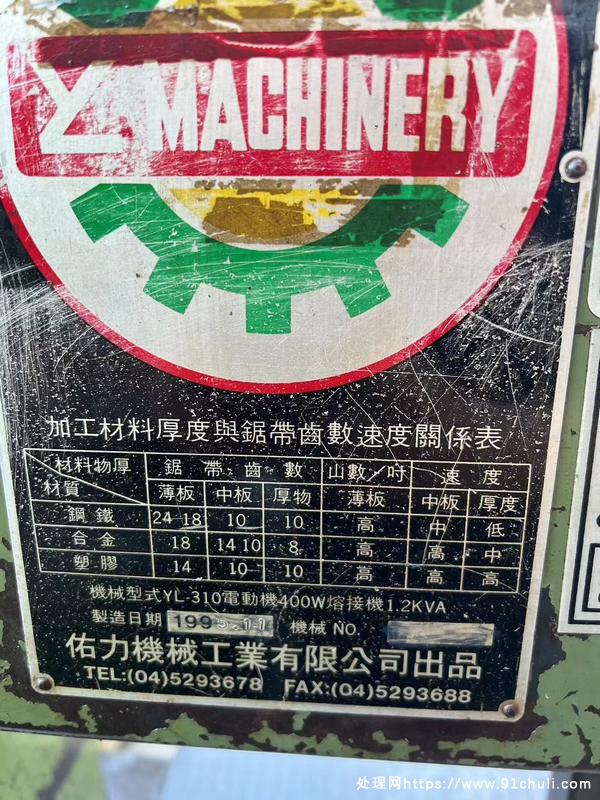 MACHINERY
加工材料厚度與鋸帶齒數速度關係表
材料物厚 鋸帶齒數 山數/吋 速度
材質 薄板 中板 厚物 薄板 中板 厚度
鋼鐵 24-18 10 10 高 中 低
合金 18 14 10 8 高 高 中
塑膠 14 10 10 高 高 高
機械型式YL-310電動機400W熔接機1.2KVA
製造日期 機械 NO.
佑力機械工業有限公司出品
TEL:(04)5293678 FAX:(04)5293688
处理网https://www.91chuli.com/